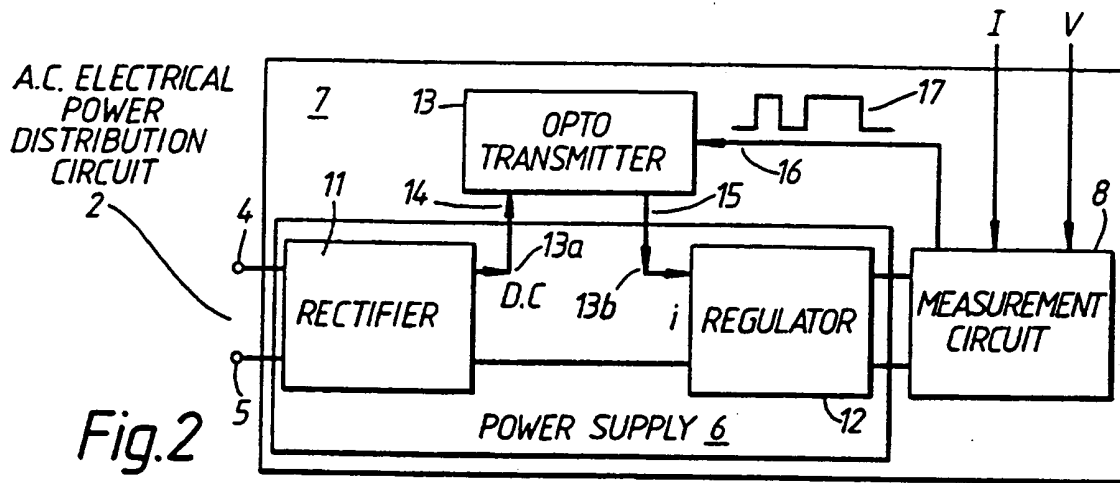 I V
A.C. ELECTRICAL
POWER
DISTRIBUTION
CIRCUIT
2
7
13
OPTO
TRANSMITTER
17
16
14
15
8
4
11
13a
D.C
13b
RECTIFIER
i
REGULATOR
MEASUREMENT
CIRCUIT
5
12
POWER SUPPLY 6
Fig.2